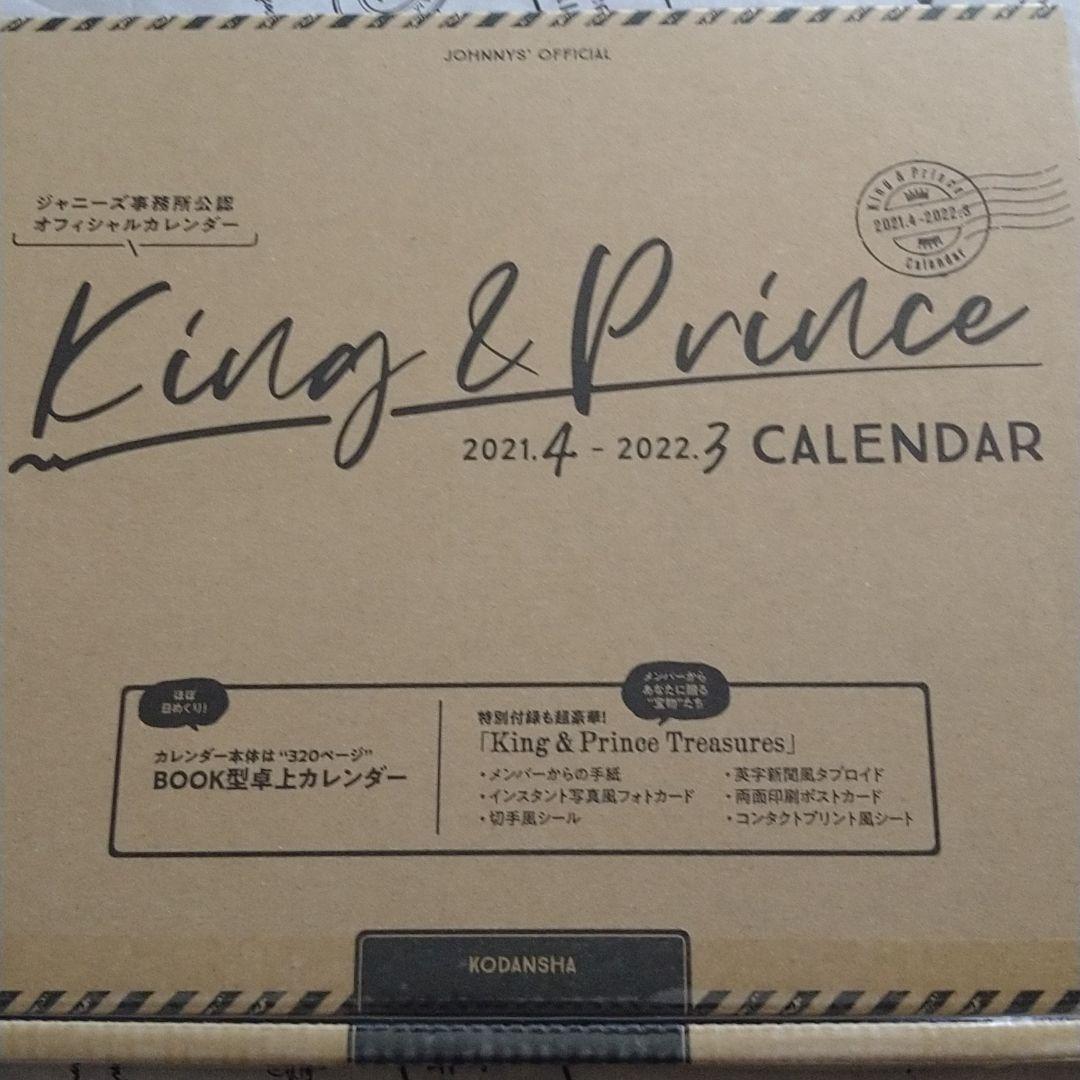 JOHNNYS' OFFICIAL
ジャニーズ事務所公認
オフィシャルカレンダー
King & Prince
2021.4-2022.3
Calendar
King & Prince
2021.4 - 2022.3 CALENDAR
ほぼ
日めくり!
カレンダー本体は"320ページ"
BOOK型卓上カレンダー
メンバーから
あなたに贈る
"宝物"たち
特別付録も超豪華!
「King & Prince Treasures」
・メンバーからの手紙
・インスタント写真風フォトカード
・切手風シール
・英字新聞風タブロイド
・両面印刷ポストカード
・コンタクトプリント風シート
KODANSHA